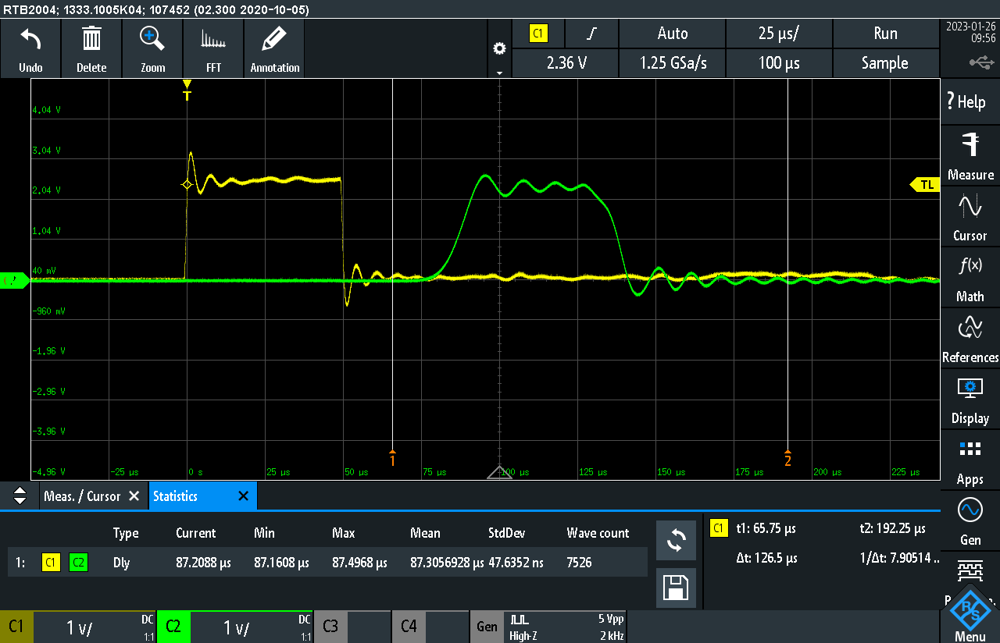 RTB2004; 1333.1005K04; 107452 (02.300 2020-10-05)
Undo Delete Zoom FFT Annotation
C1 Auto 25 µs/ Run
2.36 V 1.25 GSa/s 100 µs Sample
2023-01-26
09:56
? Help
Measure
Cursor
f(x)
Math
References
Display
Apps
Gen
Menu
T
TL
4.04 V
3.04 V
2.04 V
1.04 V
40 mV
-960 mV
-1.96 V
-2.96 V
-3.96 V
-4.96 V
1 2
-25 µs 0 s 25 µs 50 µs 75 µs 100 µs 125 µs 150 µs 175 µs 200 µs 225 µs
Meas. / Cursor Statistics
Type Current Min Max Mean StdDev Wave count
1: C1 C2 Dly 87.2088 µs 87.1608 µs 87.4968 µs 87.3056928 µs 47.6352 ns 7526
C1 t1: 65.75 µs t2: 192.25 µs
Δt: 126.5 µs 1/Δt: 7.90514 ..
C1 1 V/ DC 1:1
C2 1 V/ DC 1:1
C3
C4
Gen High-Z 5 Vpp 2 kHz
R&S